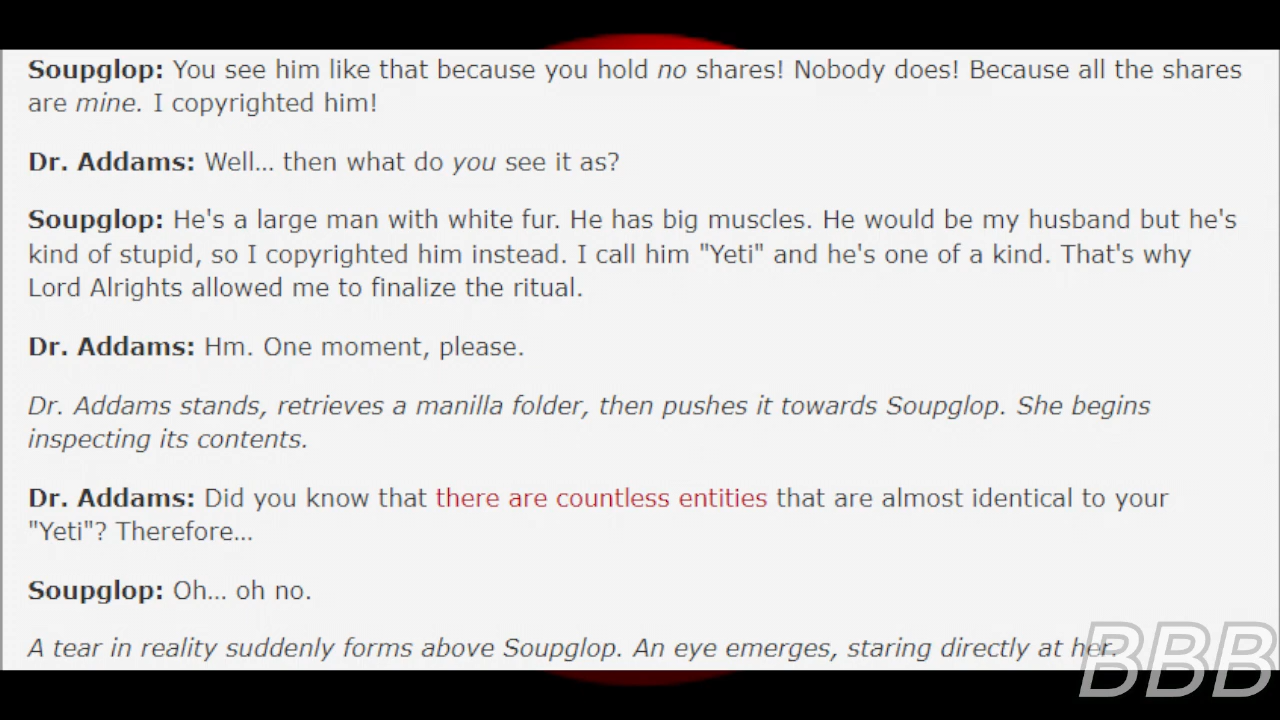 Soupglop: You see him like that because you hold no shares! Nobody does! Because all the shares
are mine. I copyrighted him!
Dr. Addams: Well... then what do you see it as?
Soupglop: He's a large man with white fur. He has big muscles. He would be my husband but he's
kind of stupid, so I copyrighted him instead. I call him "Yeti" and he's one of a kind. That's why
Lord Alrights allowed me to finalize the ritual.
Dr. Addams: Hm. One moment, please.
Dr. Addams stands, retrieves a manilla folder, then pushes it towards Soupglop. She begins
inspecting its contents.
Dr. Addams: Did you know that there are countless entities that are almost identical to your
"Yeti"? Therefore...
Soupglop: Oh... oh no.
A tear in reality suddenly forms above Soupglop. An eye emerges, staring directly at her.
BBB